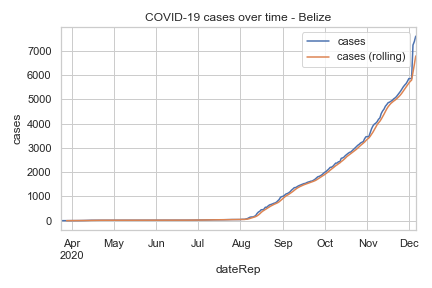 COVID-19 cases over time - Belize
cases
cases (rolling)
cases
7000
6000
5000
4000
3000
2000
1000
0
Apr May Jun Jul Aug Sep Oct Nov Dec
2020
dateRep